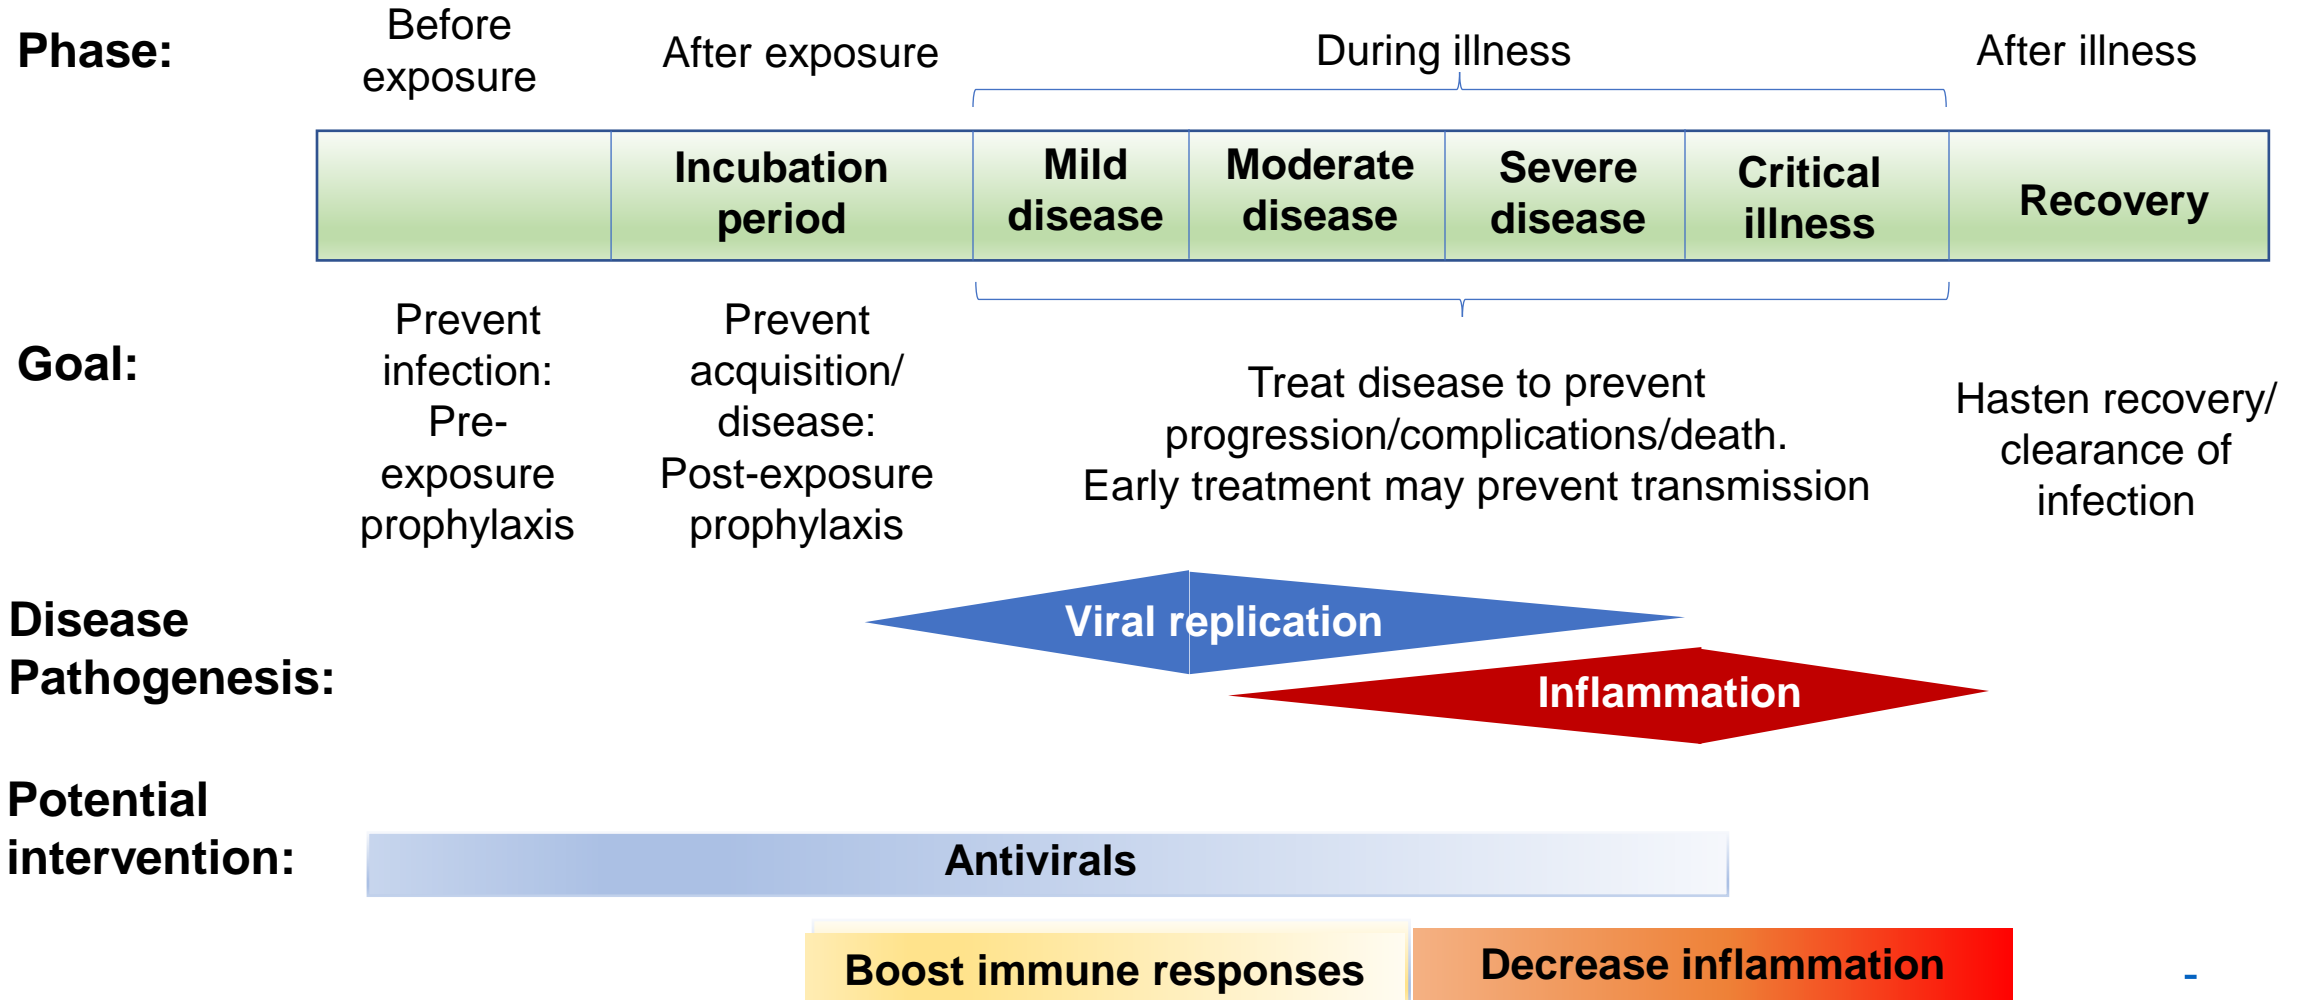 Phase:
Before
exposure
After exposure
During illness
After illness
Incubation
period
Mild
disease
Moderate
disease
Severe
disease
Critical
illness
Recovery
Goal:
Prevent
infection:
Pre-
exposure
prophylaxis
Prevent
acquisition/
disease:
Post-exposure
prophylaxis
Treat disease to prevent
progression/complications/death.
Early treatment may prevent transmission
Hasten recovery/
clearance of
infection
Disease
Pathogenesis:
Viral replication
Inflammation
Potential
intervention:
Antivirals
Boost immune responses
Decrease inflammation
-